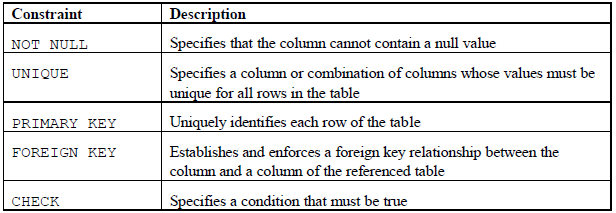 Constraint Description
NOT NULL Specifies that the column cannot contain a null value
UNIQUE Specifies a column or combination of columns whose values must be
unique for all rows in the table
PRIMARY KEY Uniquely identifies each row of the table
FOREIGN KEY Establishes and enforces a foreign key relationship between the
column and a column of the referenced table
CHECK Specifies a condition that must be true